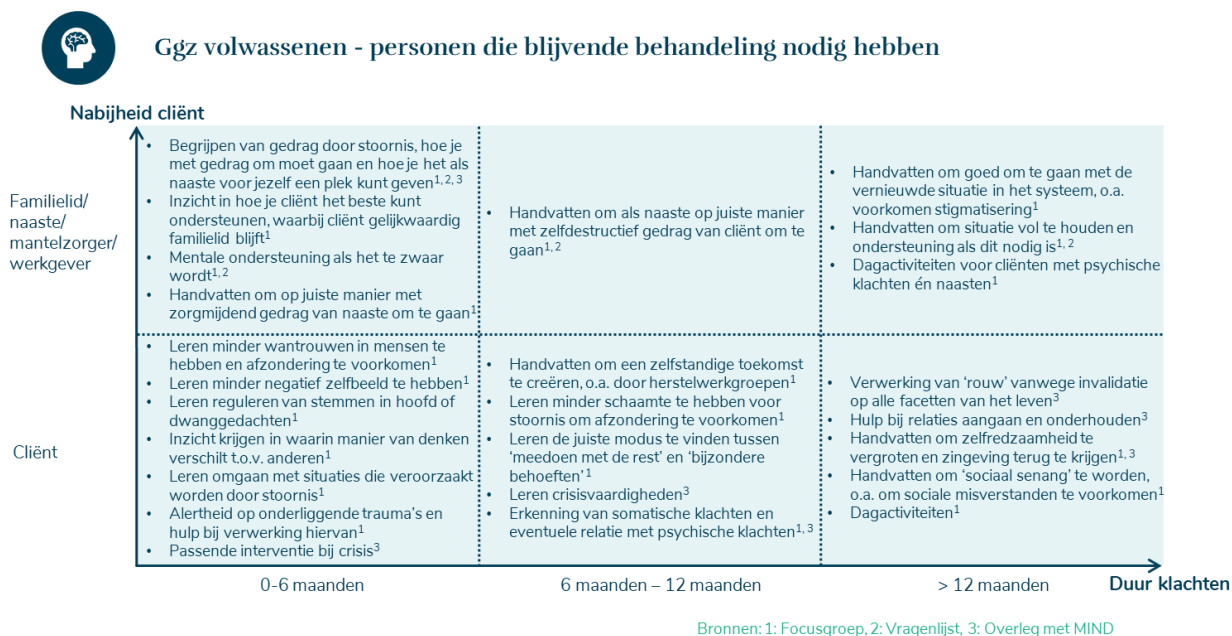 Ggz volwassenen - personen die blijvende behandeling nodig hebben
Nabijheid cliënt
Familielid/
naaste/
mantelzorger/
werkgever
• Begrijpen van gedrag door stoornis, hoe je
met gedrag om moet gaan en hoe je het als
naaste voor jezelf een plek kunt geven1, 2, 3
• Inzicht in hoe je cliënt het beste kunt
ondersteunen, waarbij cliënt gelijkwaardig
familielid blijft1
• Mentale ondersteuning als het te zwaar
wordt1, 2
• Handvatten om op juiste manier met
zorgmijdend gedrag van naaste om te gaan1
• Handvatten om als naaste op juiste manier
met zelfdestructief gedrag van cliënt om te
gaan1, 2
• Handvatten om goed om te gaan met de
vernieuwde situatie in het systeem, o.a.
voorkomen stigmatisering1
• Handvatten om situatie vol te houden en
ondersteuning als dit nodig is1, 2
• Dagactiviteiten voor cliënten met psychische
klachten én naasten1
Cliënt
• Leren minder wantrouwen in mensen te
hebben en afzondering te voorkomen1
• Leren minder negatief zelfbeeld te hebben1
• Leren reguleren van stemmen in hoofd of
dwanggedachten1
• Inzicht krijgen in waarin manier van denken
verschilt t.o.v. anderen1
• Leren omgaan met situaties die veroorzaakt
worden door stoornis1
• Alertheid op onderliggende trauma's en
hulp bij verwerking hiervan1
• Passende interventie bij crisis3
• Handvatten om een zelfstandige toekomst
te creëren, o.a. door herstelwerkgroepen1
• Leren minder schaamte te hebben voor
stoornis om afzondering te voorkomen1
• Leren de juiste modus te vinden tussen
'meedoen met de rest' en 'bijzondere
behoeften'1
• Leren crisisvaardigheden3
• Erkenning van somatische klachten en
eventuele relatie met psychische klachten1, 3
• Verwerking van 'rouw' vanwege invalidatie
op alle facetten van het leven3
• Hulp bij relaties aangaan en onderhouden3
• Handvatten om zelfredzaamheid te
vergroten en zingeving terug te krijgen1, 3
• Handvatten om 'sociaal senang' te worden,
o.a. om sociale misverstanden te voorkomen1
• Dagactiviteiten1
0-6 maanden
6 maanden – 12 maanden
> 12 maanden
Duur klachten
Bronnen: 1: Focusgroep, 2: Vragenlijst, 3: Overleg met MIND